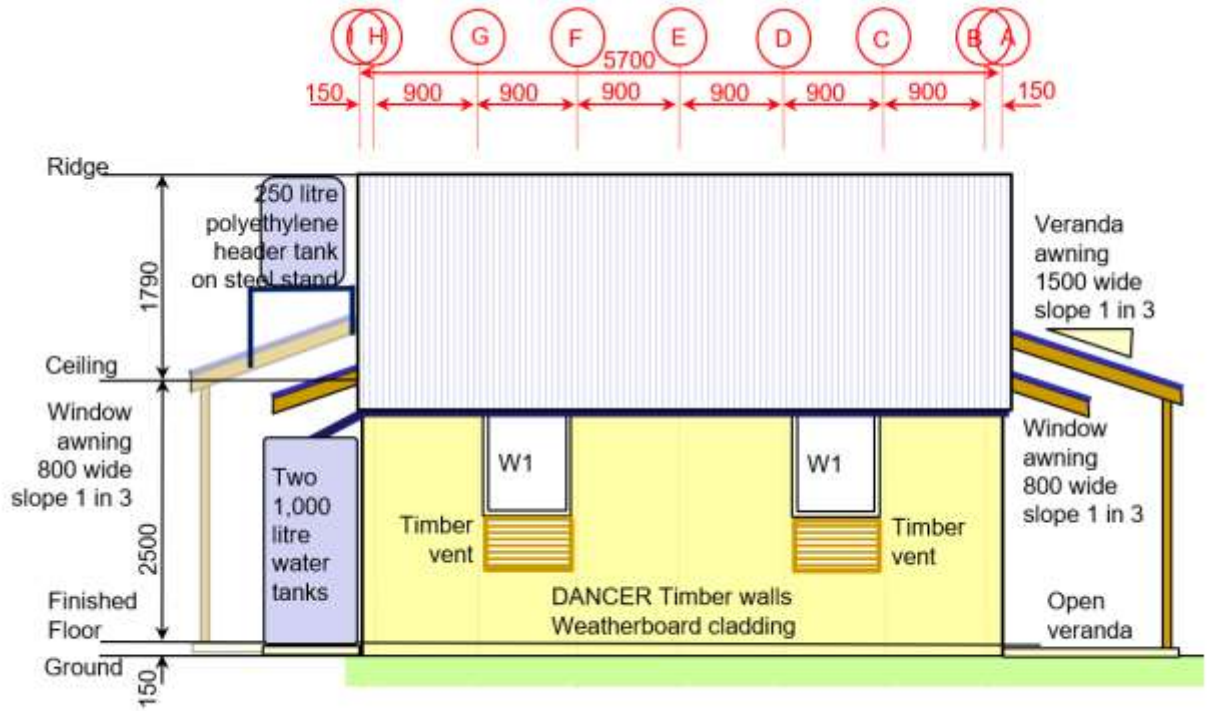 I H G F E D C B A
5700
150 900 900 900 900 900 900 150
Ridge
250 litre
polyethylene
header tank
on steel stand
1790
Veranda
awning
1500 wide
slope 1 in 3
Ceiling
Window
awning
800 wide
slope 1 in 3
W1
W1
Window
awning
800 wide
slope 1 in 3
Two
1,000
litre
water
tanks
2500
Timber
vent
Timber
vent
DANCER Timber walls
Weatherboard cladding
Finished
Floor
Open
veranda
Ground
150